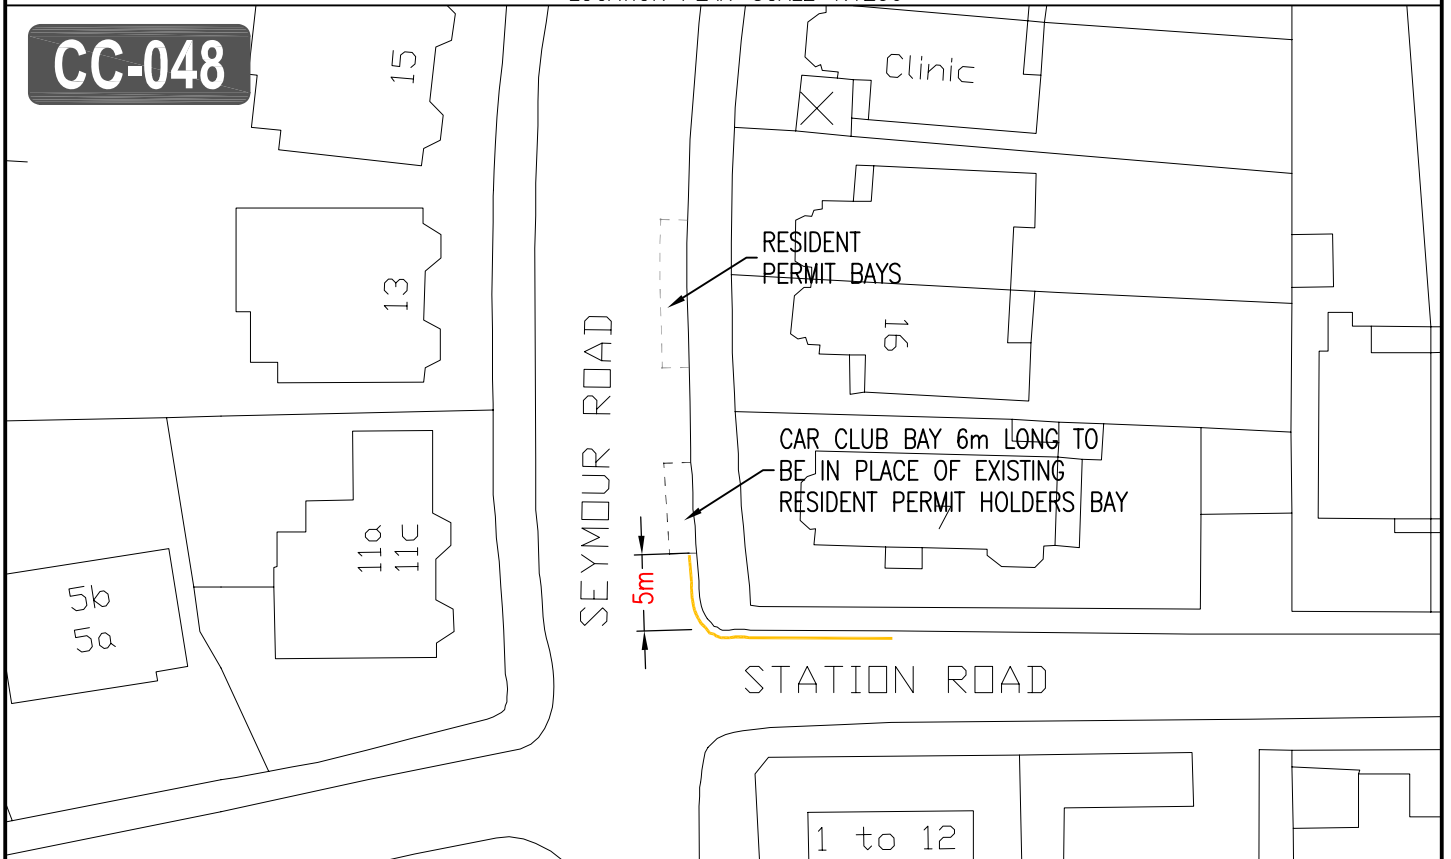 CC-048
15
Clinic
RESIDENT
PERMIT BAYS
13
16
SEYMOUR ROAD
CAR CLUB BAY 6m LONG TO
BE IN PLACE OF EXISTING
RESIDENT PERMIT HOLDERS BAY
11a
11c
5m
5b
5a
STATION ROAD
1 to 12